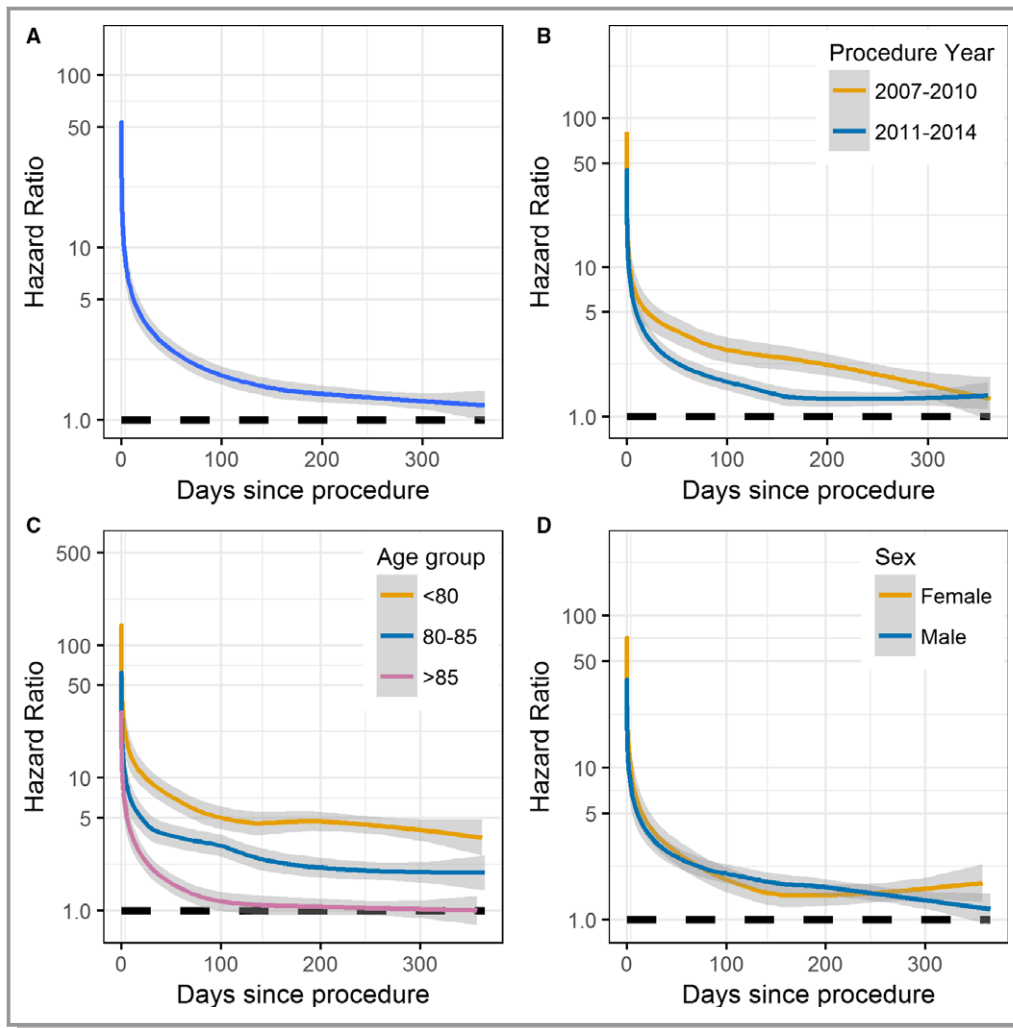 A
100
50
10
5
1.0
0 100 200 300
Hazard Ratio
Days since procedure
B
Procedure Year
2007-2010
2011-2014
100
50
10
5
1.0
0 100 200 300
Hazard Ratio
Days since procedure
C
Age group
<80
80-85
>85
500
100
50
10
5
1.0
0 100 200 300
Hazard Ratio
Days since procedure
D
Sex
Female
Male
100
50
10
5
1.0
0 100 200 300
Hazard Ratio
Days since procedure